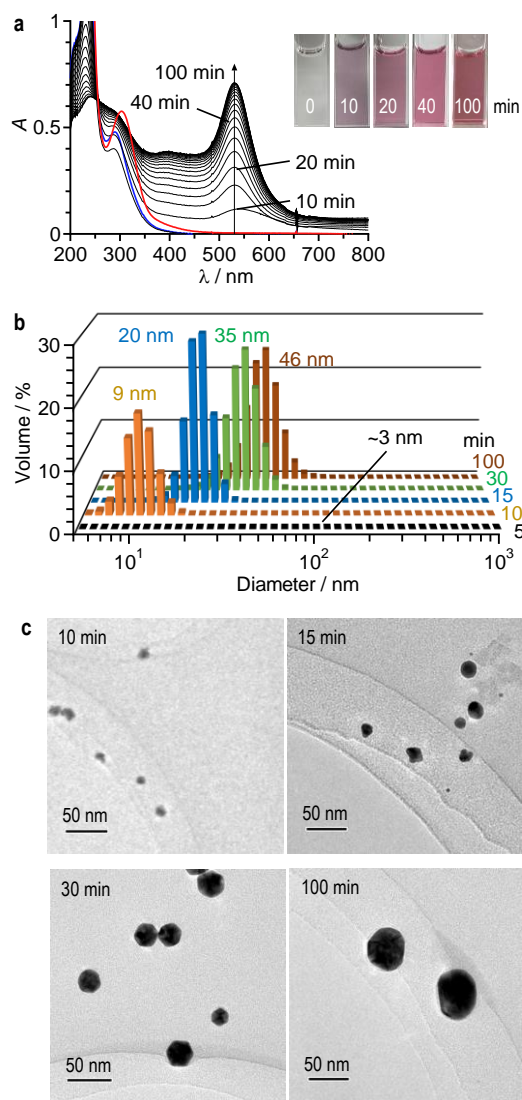 a
1
100 min
40 min
A
0.5
20 min
10 min
0
200 300 400 500 600 700 800
λ / nm
0 10 20 40 100 min
b
30
20 nm
35 nm
46 nm
9 nm
20
Volume / %
~3 nm
min
10
100
30
15
10
0
5
10¹ 10² 10³
Diameter / nm
c
10 min
50 nm
15 min
50 nm
30 min
50 nm
100 min
50 nm